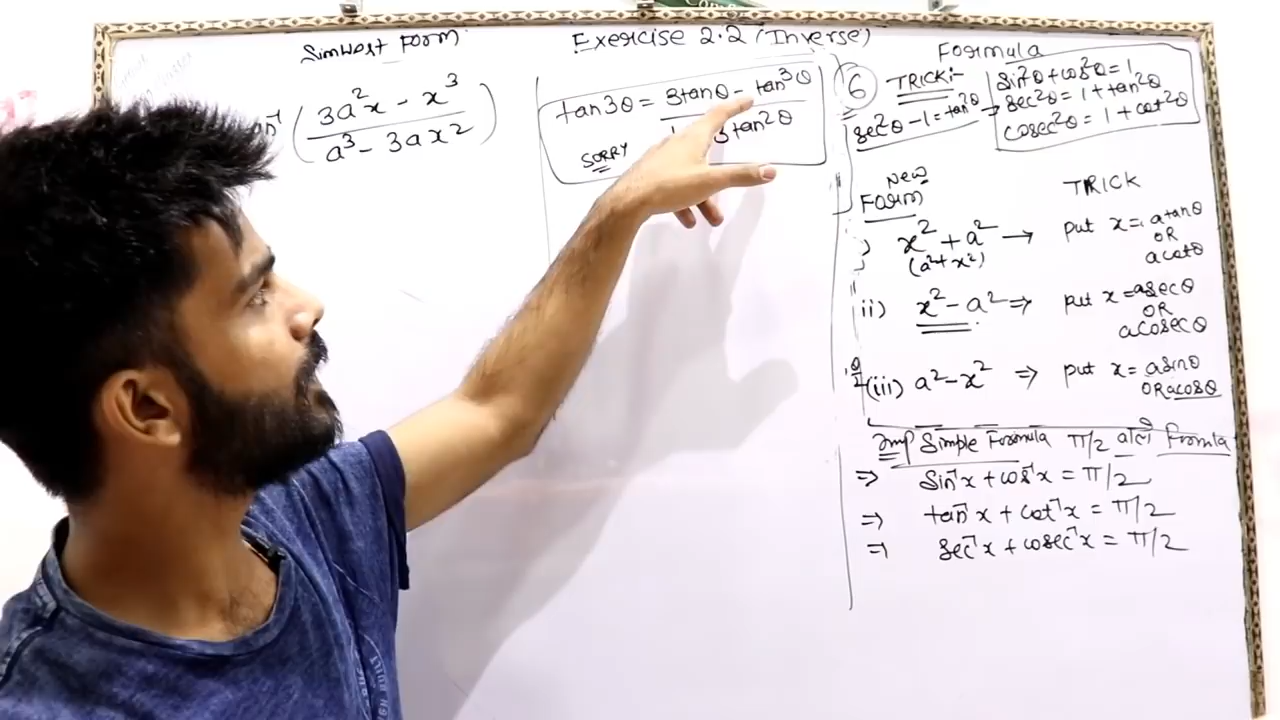 Simplest Form
Exercise 2.2 (Inverse)
(3a²x - x³ / a³ - 3ax²)
tan3θ = 3tanθ - tan³θ
3tan²θ
SORRY
6
TRICK:-
sec²θ - 1 = tan²θ
Formula
sin²θ + cos²θ = 1
sec²θ = 1 + tan²θ
cosec²θ = 1 + cot²θ
New
Form
TRICK
x² + a² → put x = a tanθ
(a² + x²) OR
a cotθ
ii) x² - a² ⇒ put x = a secθ
OR
a cosecθ
(iii) a² - x² ⇒ put x = a sinθ
OR a cosθ
Imp Simple Formula π/2 वाले
⇒ sin⁻¹x + cos⁻¹x = π/2
⇒ tan⁻¹x + cot⁻¹x = π/2
⇒ sec⁻¹x + cosec⁻¹x = π/2